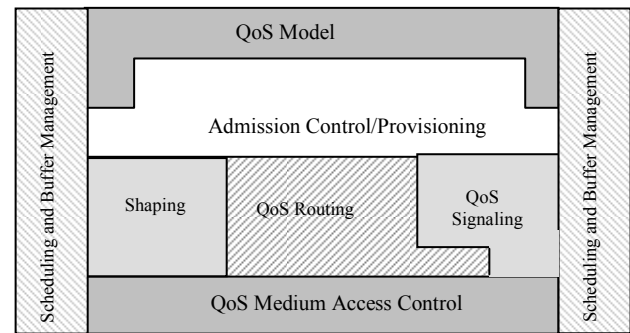 QoS Model
Scheduling and Buffer Management
Admission Control/Provisioning
Shaping
QoS Routing
QoS
Signaling
Scheduling and Buffer Management
QoS Medium Access Control